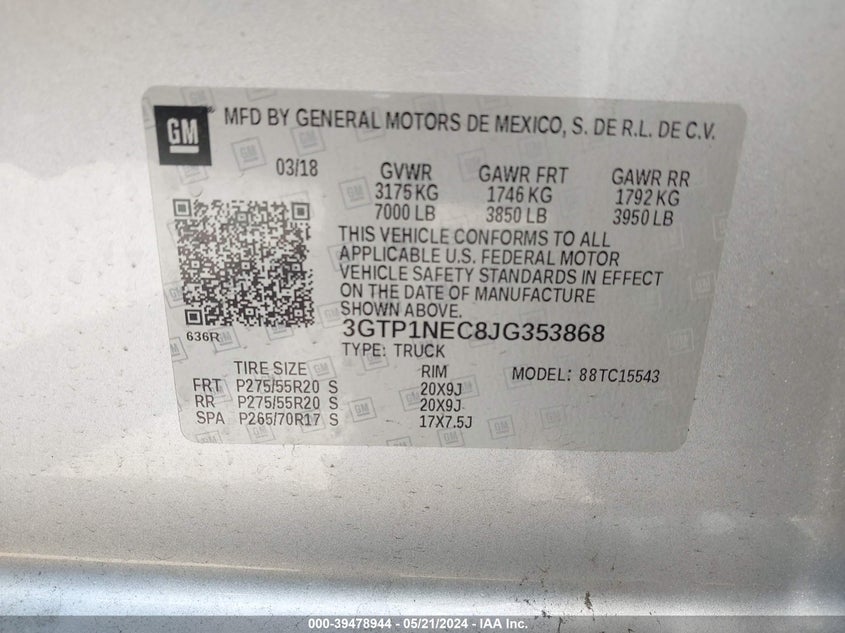 GM
MFD BY GENERAL MOTORS DE MEXICO, S. DE R.L. DE C.V.
03/18 GVWR GAWR FRT GAWR RR
3175 KG 1746 KG 1792 KG
7000 LB 3850 LB 3950 LB
THIS VEHICLE CONFORMS TO ALL
APPLICABLE U.S. FEDERAL MOTOR
VEHICLE SAFETY STANDARDS IN EFFECT
ON THE DATE OF MANUFACTURE
SHOWN ABOVE.
636R 3GTP1NEC8JG353868
TYPE: TRUCK
TIRE SIZE RIM MODEL: 88TC15543
FRT P275/55R20 S 20X9J
RR P275/55R20 S 20X9J
SPA P265/70R17 S 17X7.5J
000-39478944 - 05/21/2024 - IAA Inc.